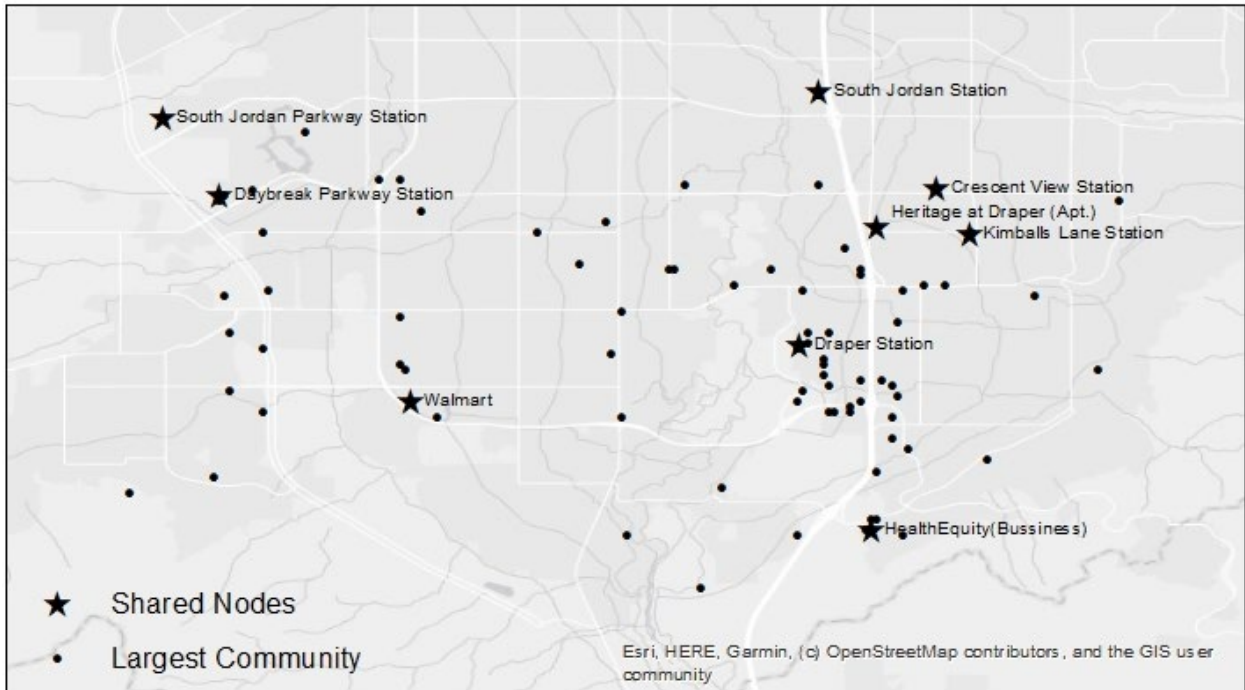 South Jordan Station
South Jordan Parkway Station
Crescent View Station
Daybreak Parkway Station
Heritage at Draper (Apt.)
Kimballs Lane Station
Draper Station
Walmart
HealthEquity(Bussiness)
Shared Nodes
Largest Community
Esri, HERE, Garmin, (c) OpenStreetMap contributors, and the GIS user
community